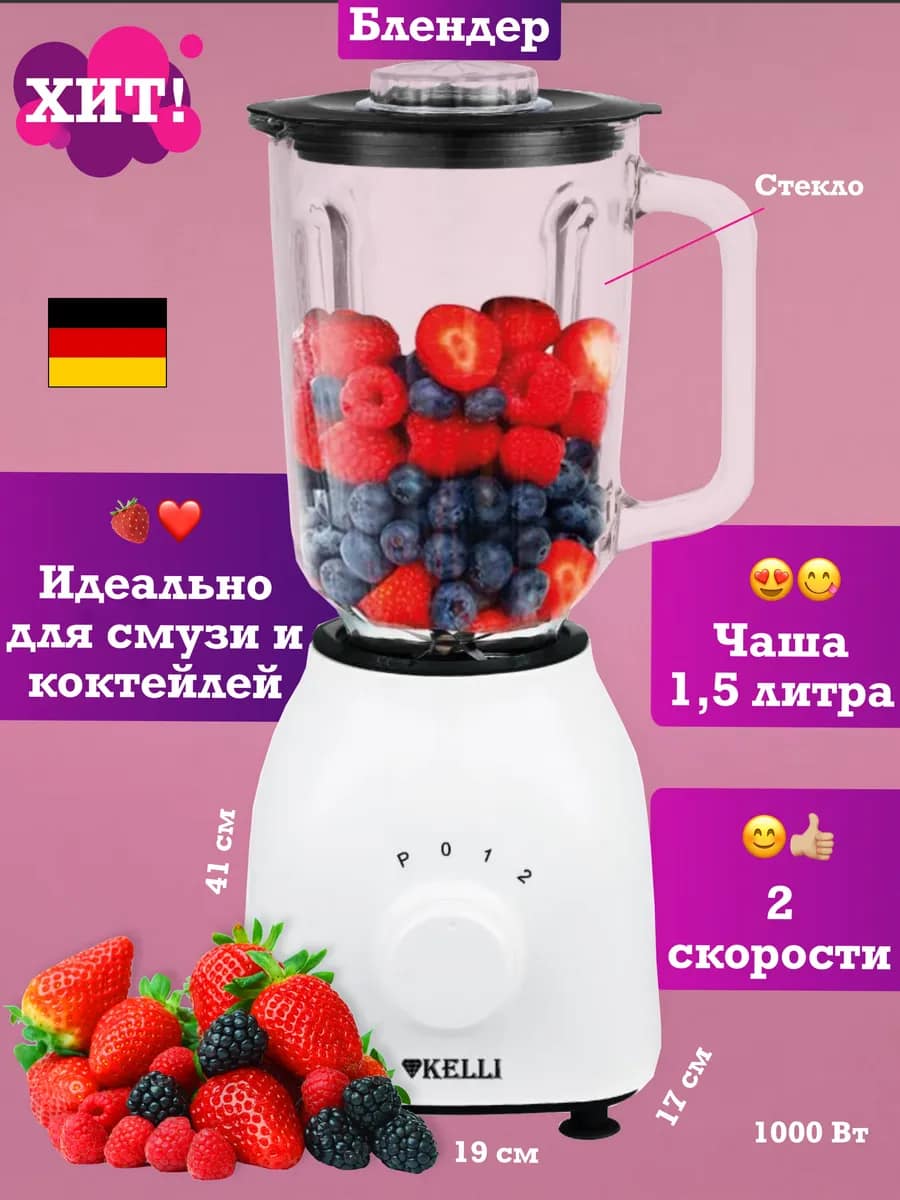 Блендер
ХИТ!
Стекло
Идеально
для смузи и
коктейлей
Чаша
1,5 литра
2
скорости
41 см
P 0 1 2
KELLI
17 см
19 см
1000 Вт